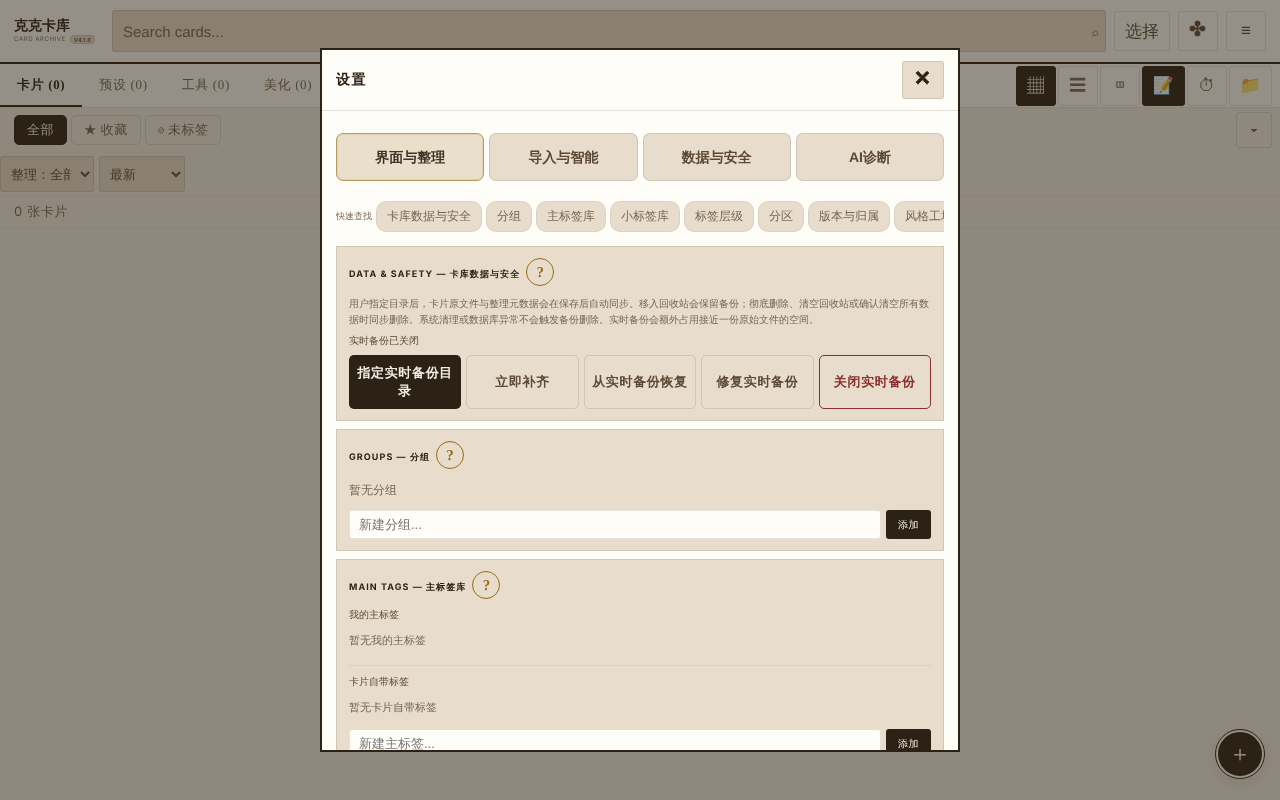 克克卡库
CARD ARCHIVE V4.1.6
Search cards...
选择
卡片 (0)
预设 (0)
工具 (0)
美化 (0)
全部
★ 收藏
未标签
整理：全部
最新
0 张卡片
设置
界面与整理
导入与智能
数据与安全
AI诊断
快速查找
卡库数据与安全
分组
主标签库
小标签库
标签层级
分区
版本与归属
风格工
DATA & SAFETY — 卡库数据与安全 ?
用户指定目录后，卡片原文件与整理元数据会在保存后自动同步。移入回收站会保留备份；彻底删除、清空回收站或确认清空所有数
据时同步删除。系统清理或数据库异常不会触发备份删除。实时备份会额外占用接近一份原始文件的空间。
实时备份已关闭
指定实时备份目
录
立即补齐
从实时备份恢复
修复实时备份
关闭实时备份
GROUPS — 分组 ?
暂无分组
新建分组...
添加
MAIN TAGS — 主标签库 ?
我的主标签
暂无我的主标签
卡片自带标签
暂无卡片自带标签
新建主标签...
添加